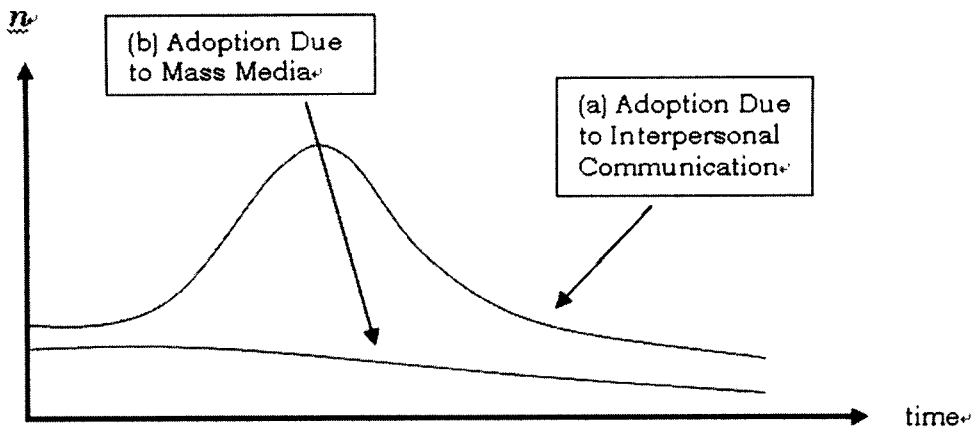 n
(b) Adoption Due
to Mass Media
(a) Adoption Due
to Interpersonal
Communication
time